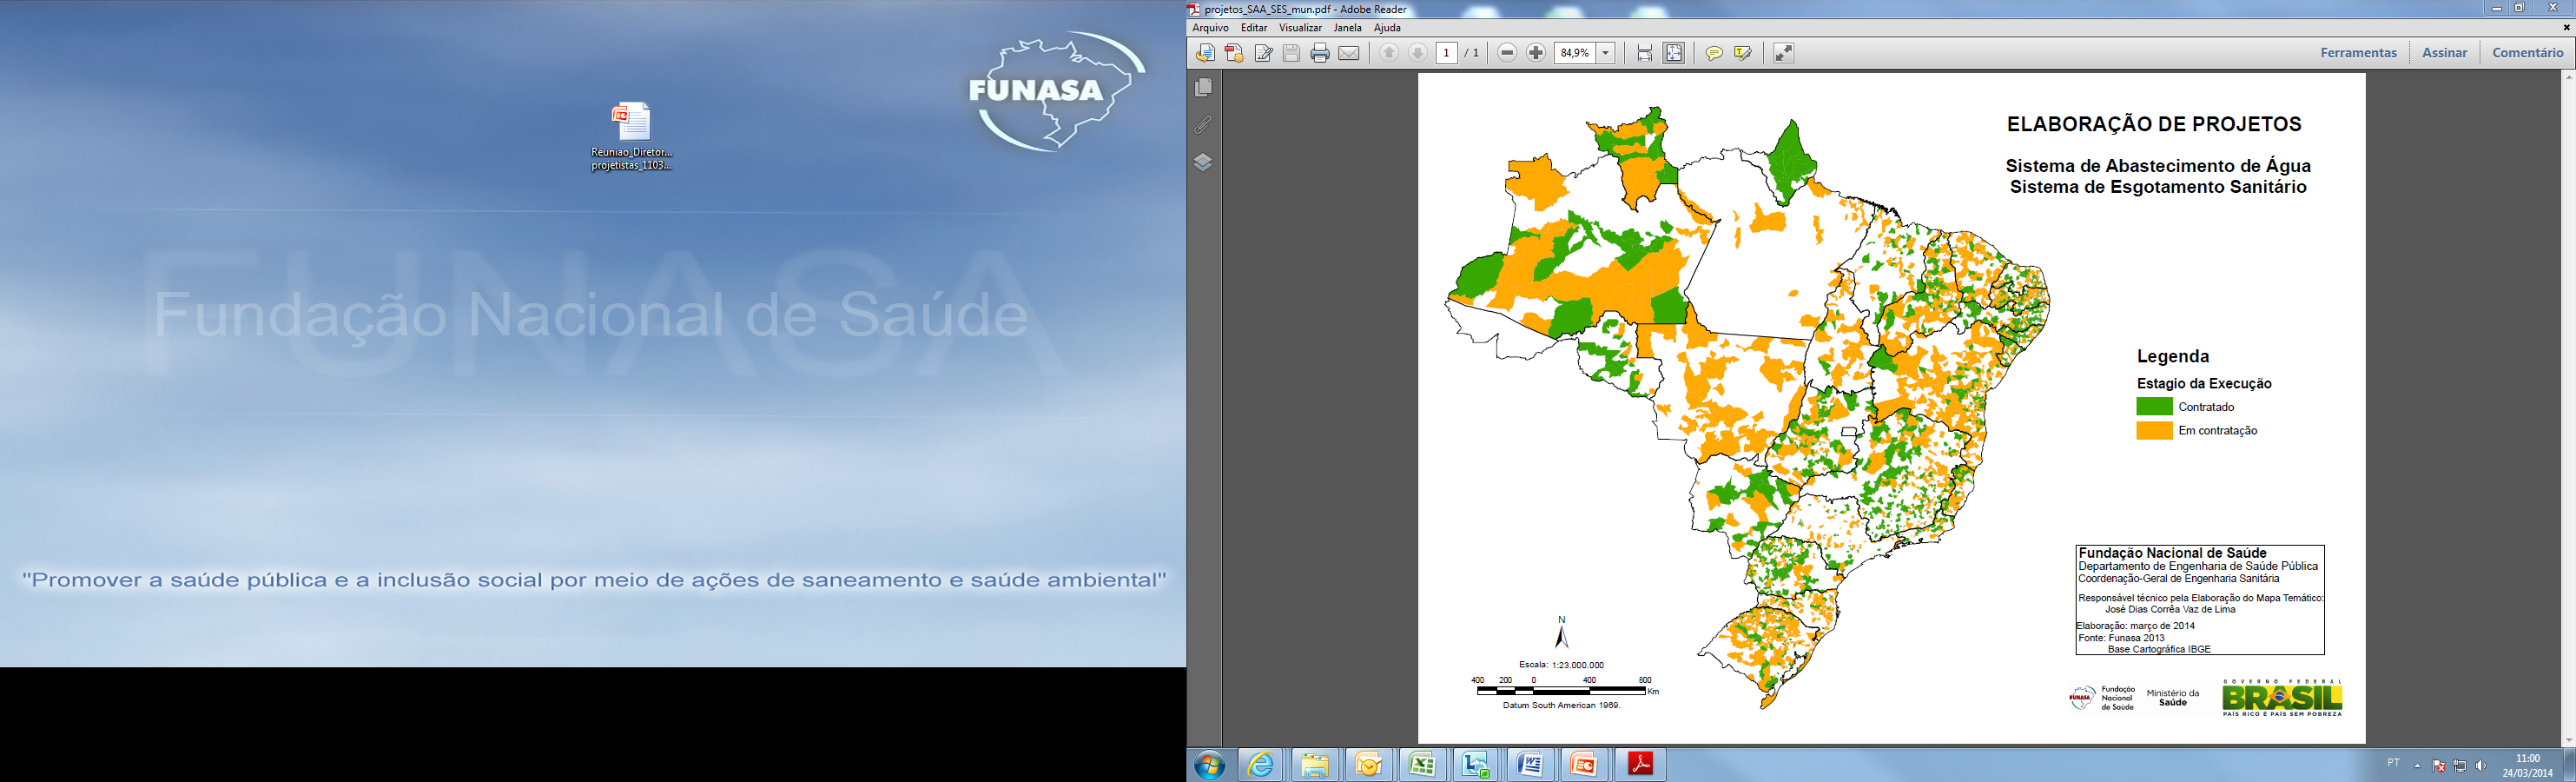 FUNASA
Reuniao_Diretor...
projetistas_1103...
FUNASA
Fundação Nacional de Saúde
"Promover a saúde pública e a inclusão social por meio de ações de saneamento e saúde ambiental"
projetos_SAA_SES_mun.pdf - Adobe Reader
Arquivo Editar Visualizar Janela Ajuda
1 / 1 84,9% Ferramentas Assinar Comentário
ELABORAÇÃO DE PROJETOS
Sistema de Abastecimento de Água
Sistema de Esgotamento Sanitário
Legenda
Estagio da Execução
Contratado
Em contratação
Fundação Nacional de Saúde
Departamento de Engenharia de Saúde Pública
Coordenação-Geral de Engenharia Sanitária
Responsável técnico pela Elaboração do Mapa Temático:
José Dias Corrêa Vaz de Lima
Elaboração: março de 2014
Fonte: Funasa 2013
Base Cartográfica IBGE
N
Escala: 1:23.000.000
400 200 0 400 800
Km
Datum South American 1969.
FUNASA
Fundação
Nacional
de Saúde
Ministério da
Saúde
GOVERNO FEDERAL
BRASIL
PAÍS RICO É PAÍS SEM POBREZA
PT
11:00
24/03/2014